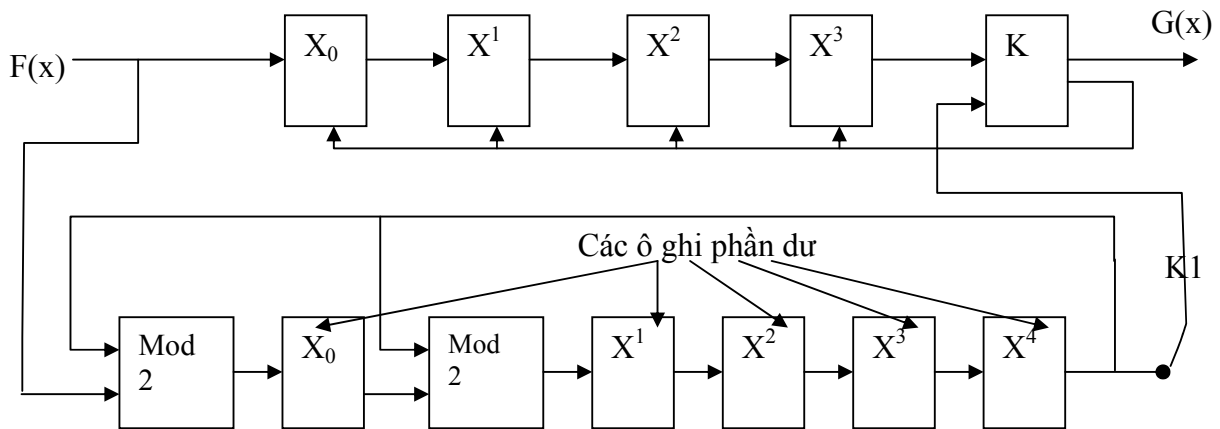 F(x)
X₀
X¹
X²
X³
K
G(x)
Các ô ghi phần dư
K1
Mod
2
X₀
Mod
2
X¹
X²
X³
X⁴